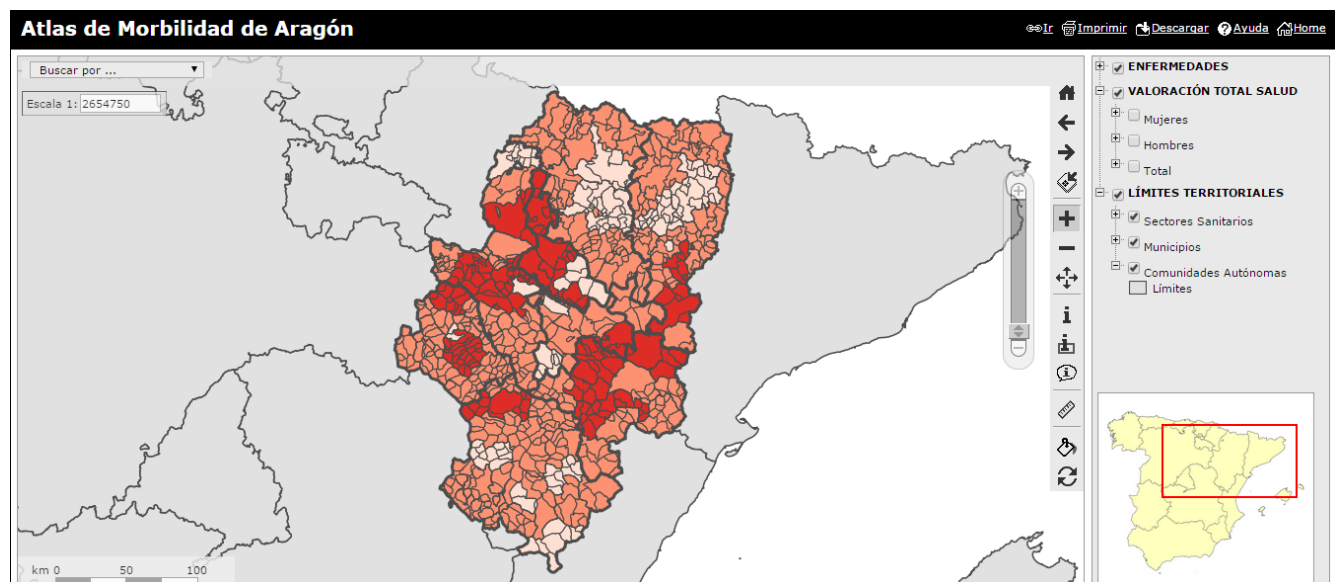 Atlas de Morbilidad de Aragón
Ir Imprimir Descargar Ayuda Home
Buscar por ...
Escala 1: 2654750
ENFERMEDADES
VALORACIÓN TOTAL SALUD
Mujeres
Hombres
Total
LÍMITES TERRITORIALES
Sectores Sanitarios
Municipios
Comunidades Autónomas
Límites
km 0 50 100